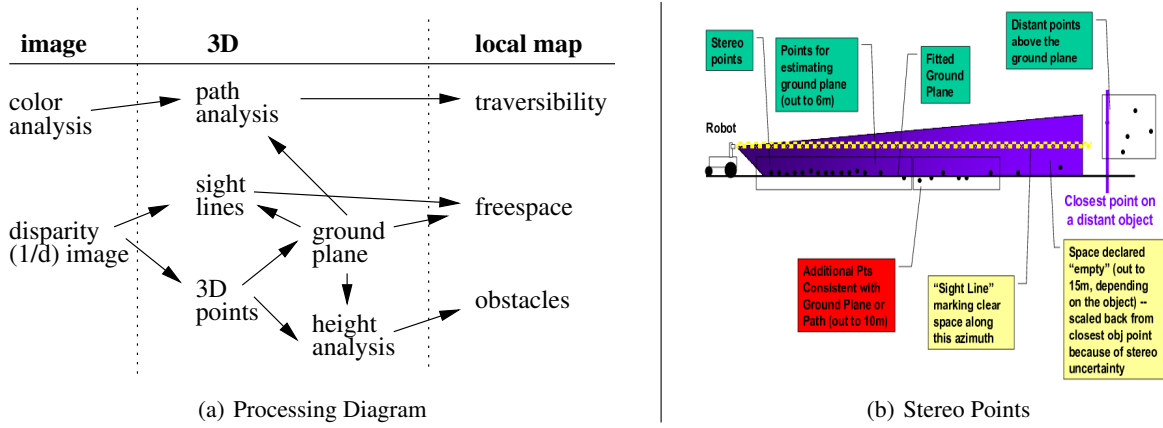 image
3D
local map
color
analysis
path
analysis
traversibility
sight
lines
freespace
disparity
(1/d) image
ground
plane
3D
points
obstacles
height
analysis
(a) Processing Diagram
Stereo
points
Points for
estimating
ground plane
(out to 6m)
Fitted
Ground
Plane
Distant points
above the
ground plane
Robot
Closest point on
a distant object
Additional Pts
Consistent with
Ground Plane or
Path (out to 10m)
“Sight Line”
marking clear
space along
this azimuth
Space declared
“empty” (out to
15m, depending
on the object) --
scaled back from
closest obj point
because of stereo
uncertainty
(b) Stereo Points